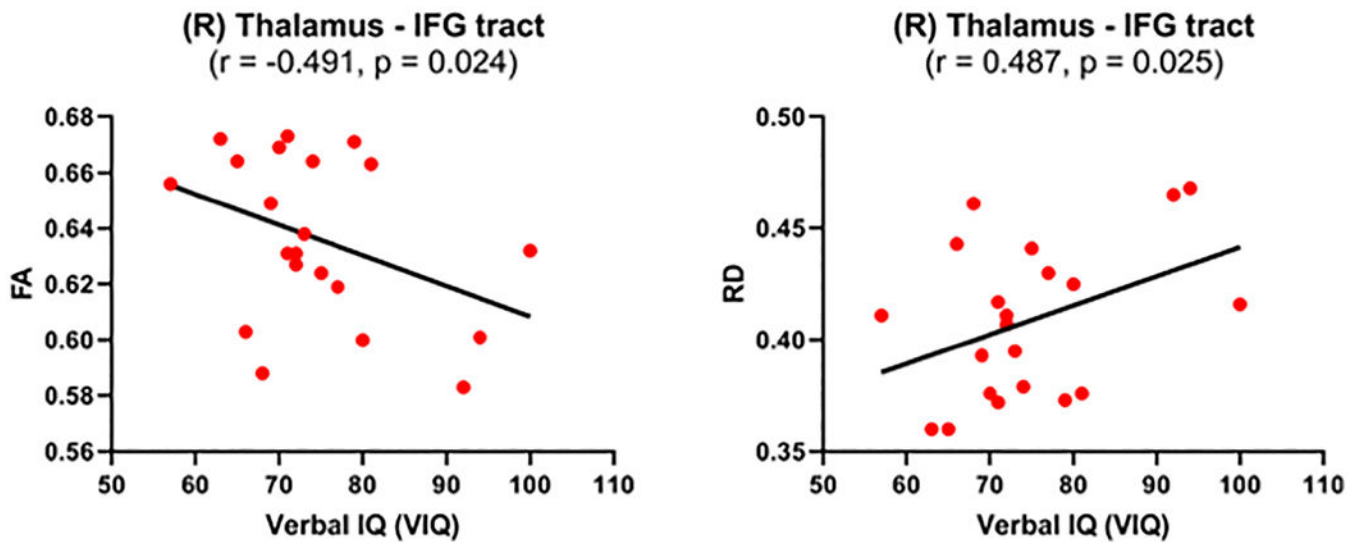 (R) Thalamus - IFG tract
(r = -0.491, p = 0.024)
0.68
0.66
0.64
0.62
0.60
0.58
0.56
FA
50 60 70 80 90 100 110
Verbal IQ (VIQ)
(R) Thalamus - IFG tract
(r = 0.487, p = 0.025)
0.50
0.45
0.40
0.35
RD
50 60 70 80 90 100 110
Verbal IQ (VIQ)